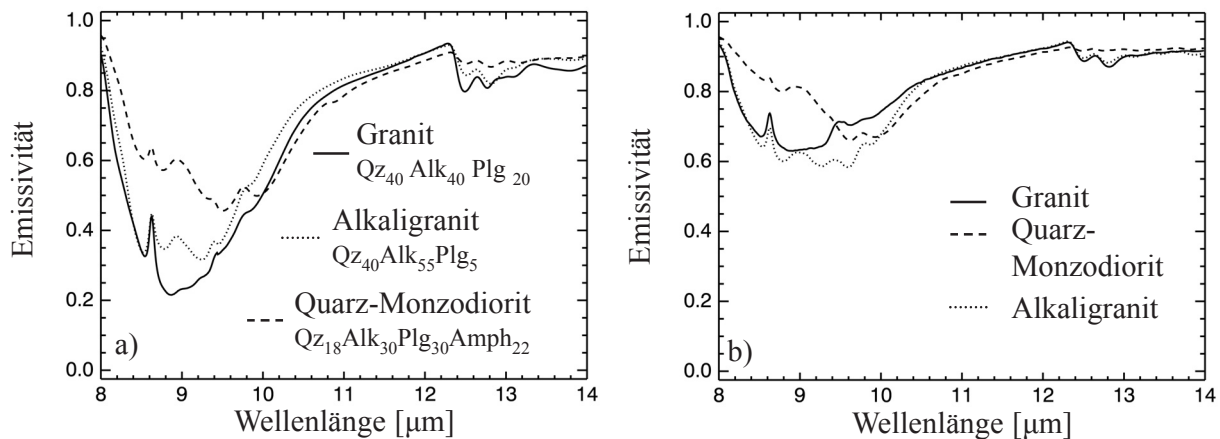 1.0
0.8
0.6
0.4
0.2
0.0
Emissivität
Granit
Qz₄₀ Alk₄₀ Plg ₂₀
Alkaligranit
Qz₄₀Alk₅₅Plg₅
Quarz-Monzodiorit
Qz₁₈Alk₃₀Plg₃₀Amph₂₂
a)
8 9 10 11 12 13 14
Wellenlänge [µm]
1.0
0.8
0.6
0.4
0.2
0.0
Emissivität
Granit
Quarz-
Monzodiorit
Alkaligranit
b)
8 9 10 11 12 13 14
Wellenlänge [µm]